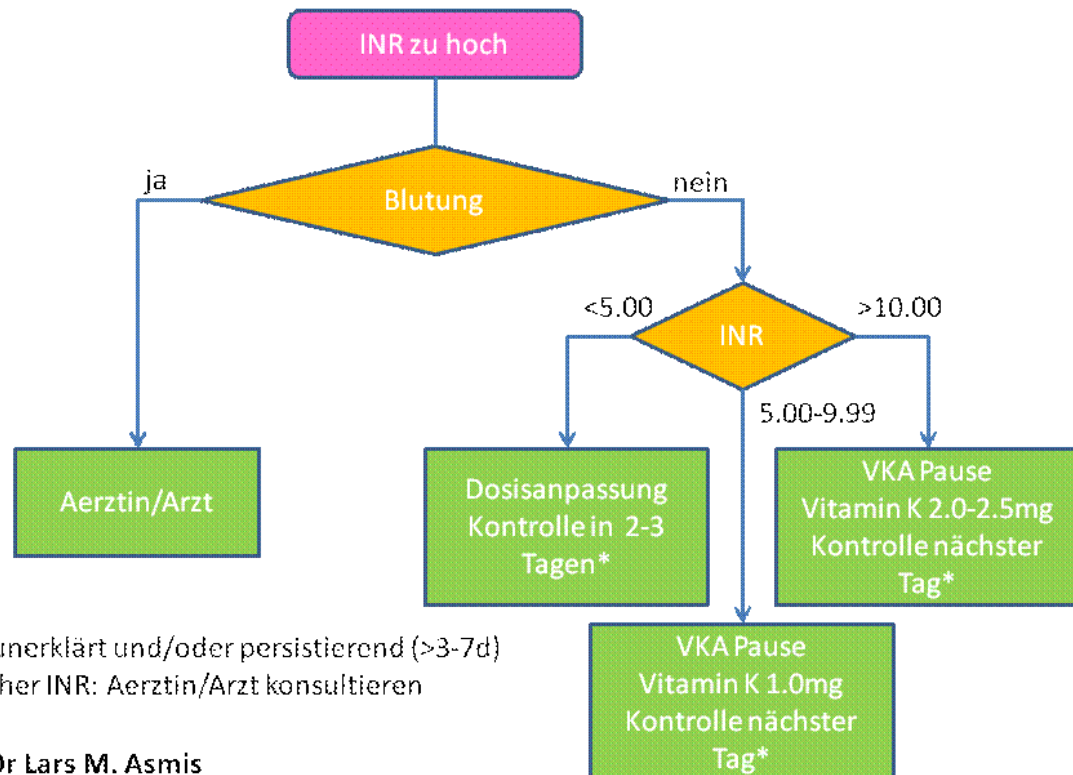 INR zu hoch
ja
nein
Blutung
<5.00
>10.00
INR
5.00-9.99
Aerztin/Arzt
Dosisanpassung
Kontrolle in 2-3
Tagen*
VKA Pause
Vitamin K 2.0-2.5mg
Kontrolle nächster
Tag*
VKA Pause
Vitamin K 1.0mg
Kontrolle nächster
Tag*
unerklärt und/oder persistierend (>3-7d)
INR: Aerztin/Arzt konsultieren
Lars M. Asmis